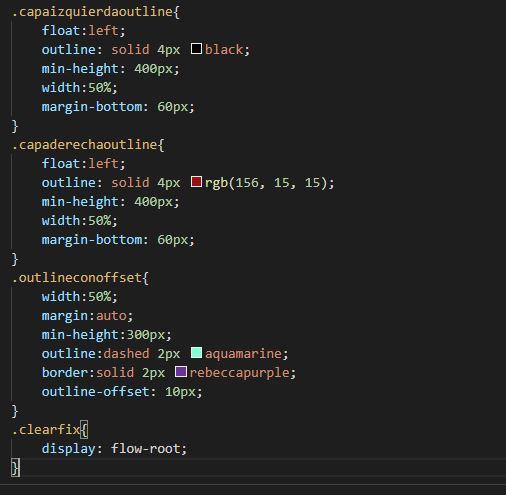 .capaizquierdaoutline{
    float:left;
    outline: solid 4px black;
    min-height: 400px;
    width:50%;
    margin-bottom: 60px;
}
.capaderechaoutline{
    float:left;
    outline: solid 4px rgb(156, 15, 15);
    min-height: 400px;
    width:50%;
    margin-bottom: 60px;
}
.outlineconoffset{
    width:50%;
    margin:auto;
    min-height:300px;
    outline:dashed 2px aquamarine;
    border:solid 2px rebeccapurple;
    outline-offset: 10px;
}
.clearfix{
    display: flow-root;
}